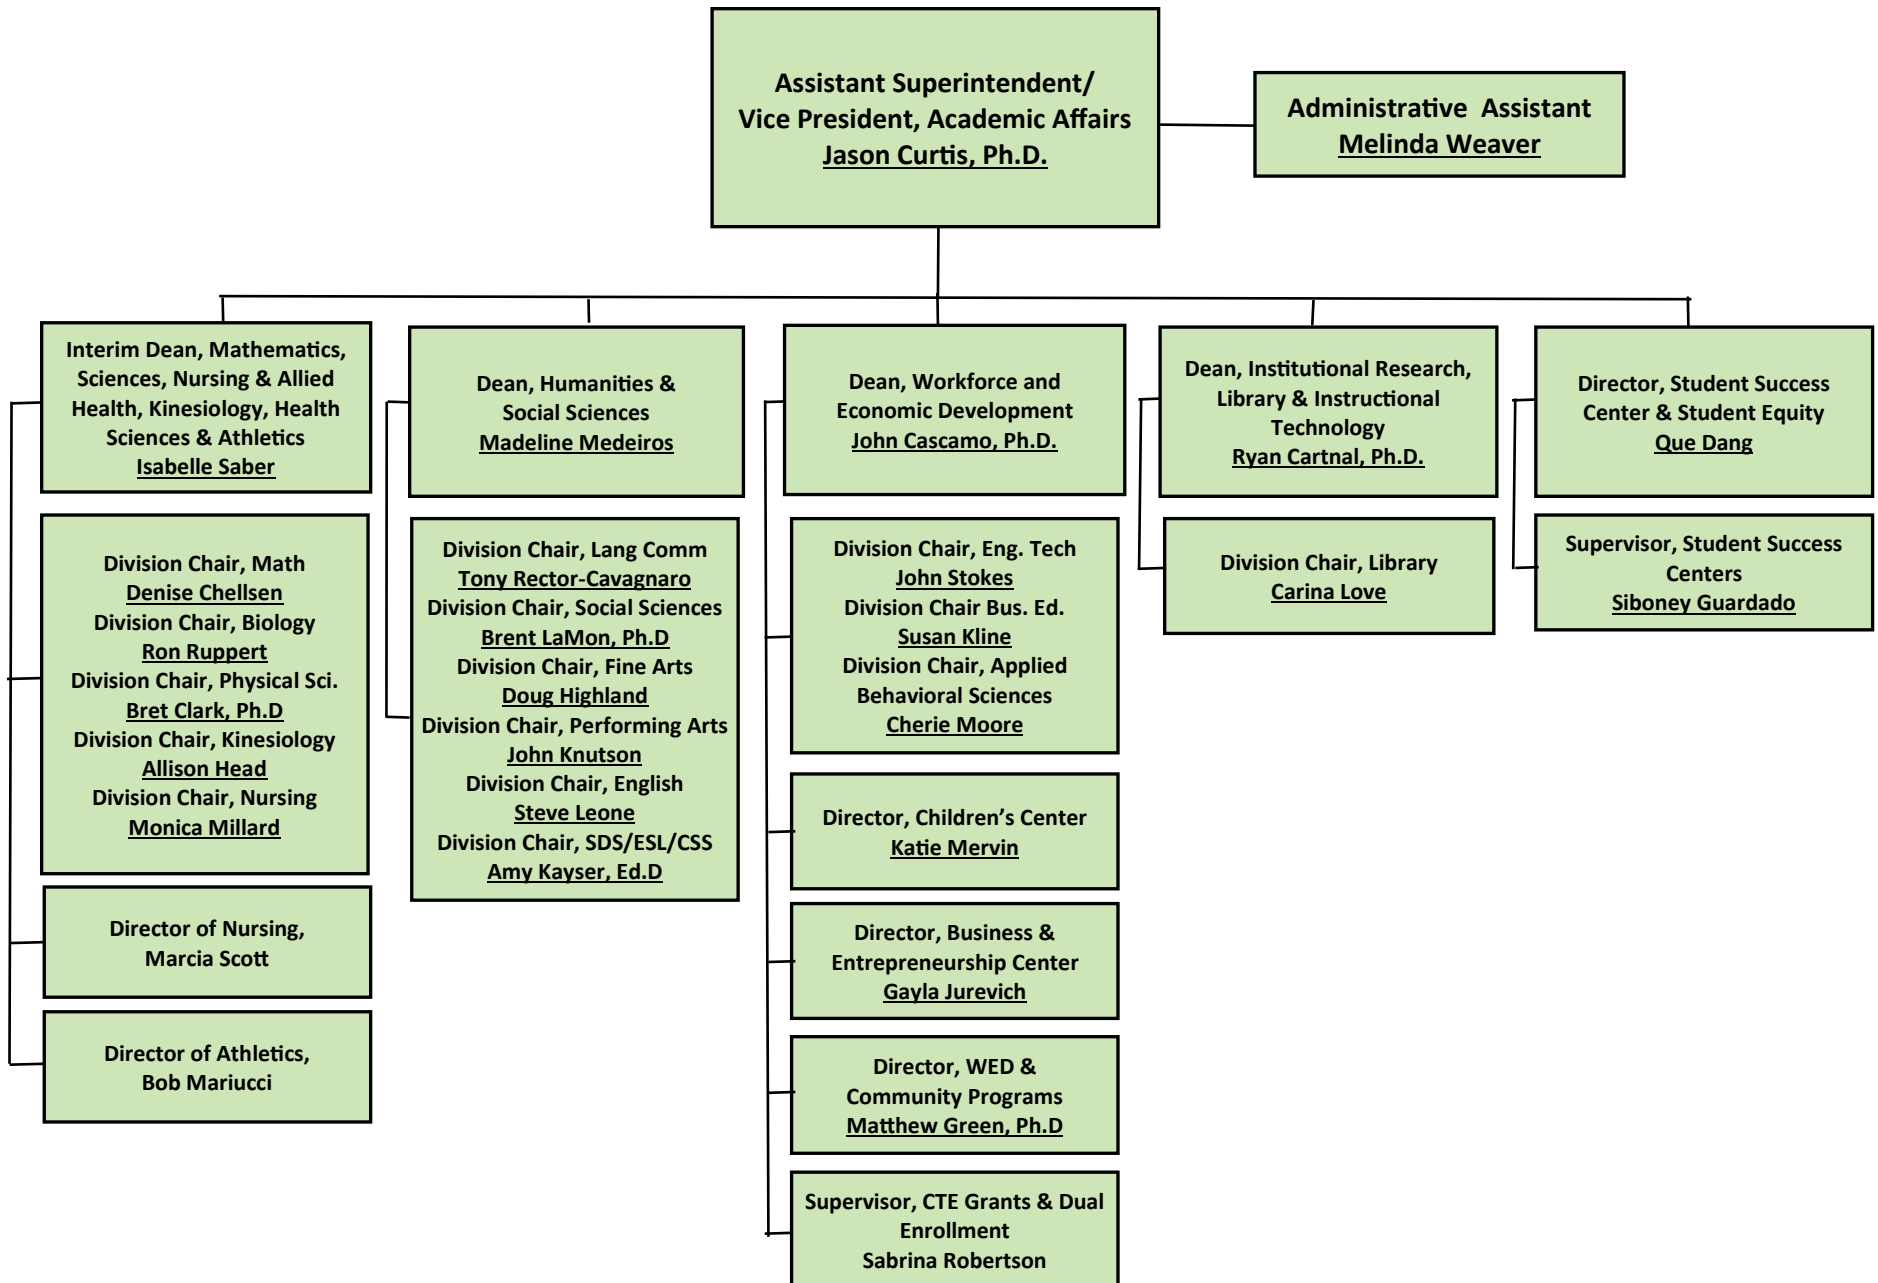 Assistant Superintendent/
Vice President, Academic Affairs
Jason Curtis, Ph.D.
Administrative Assistant
Melinda Weaver
Interim Dean, Mathematics,
Sciences, Nursing & Allied
Health, Kinesiology, Health
Sciences & Athletics
Isabelle Saber
Division Chair, Math
Denise Chellsen
Division Chair, Biology
Ron Ruppert
Division Chair, Physical Sci.
Bret Clark, Ph.D
Division Chair, Kinesiology
Allison Head
Division Chair, Nursing
Monica Millard
Director of Nursing,
Marcia Scott
Director of Athletics,
Bob Mariucci
Dean, Humanities &
Social Sciences
Madeline Medeiros
Division Chair, Lang Comm
Tony Rector-Cavagnaro
Division Chair, Social Sciences
Brent LaMon, Ph.D
Division Chair, Fine Arts
Doug Highland
Division Chair, Performing Arts
John Knutson
Division Chair, English
Steve Leone
Division Chair, SDS/ESL/CSS
Amy Kayser, Ed.D
Dean, Workforce and
Economic Development
John Cascamo, Ph.D.
Division Chair, Eng. Tech
John Stokes
Division Chair Bus. Ed.
Susan Kline
Division Chair, Applied
Behavioral Sciences
Cherie Moore
Director, Children’s Center
Katie Mervin
Director, Business &
Entrepreneurship Center
Gayla Jurevich
Director, WED &
Community Programs
Matthew Green, Ph.D
Supervisor, CTE Grants & Dual
Enrollment
Sabrina Robertson
Dean, Institutional Research,
Library & Instructional
Technology
Ryan Cartnal, Ph.D.
Division Chair, Library
Carina Love
Director, Student Success
Center & Student Equity
Que Dang
Supervisor, Student Success
Centers
Siboney Guardado